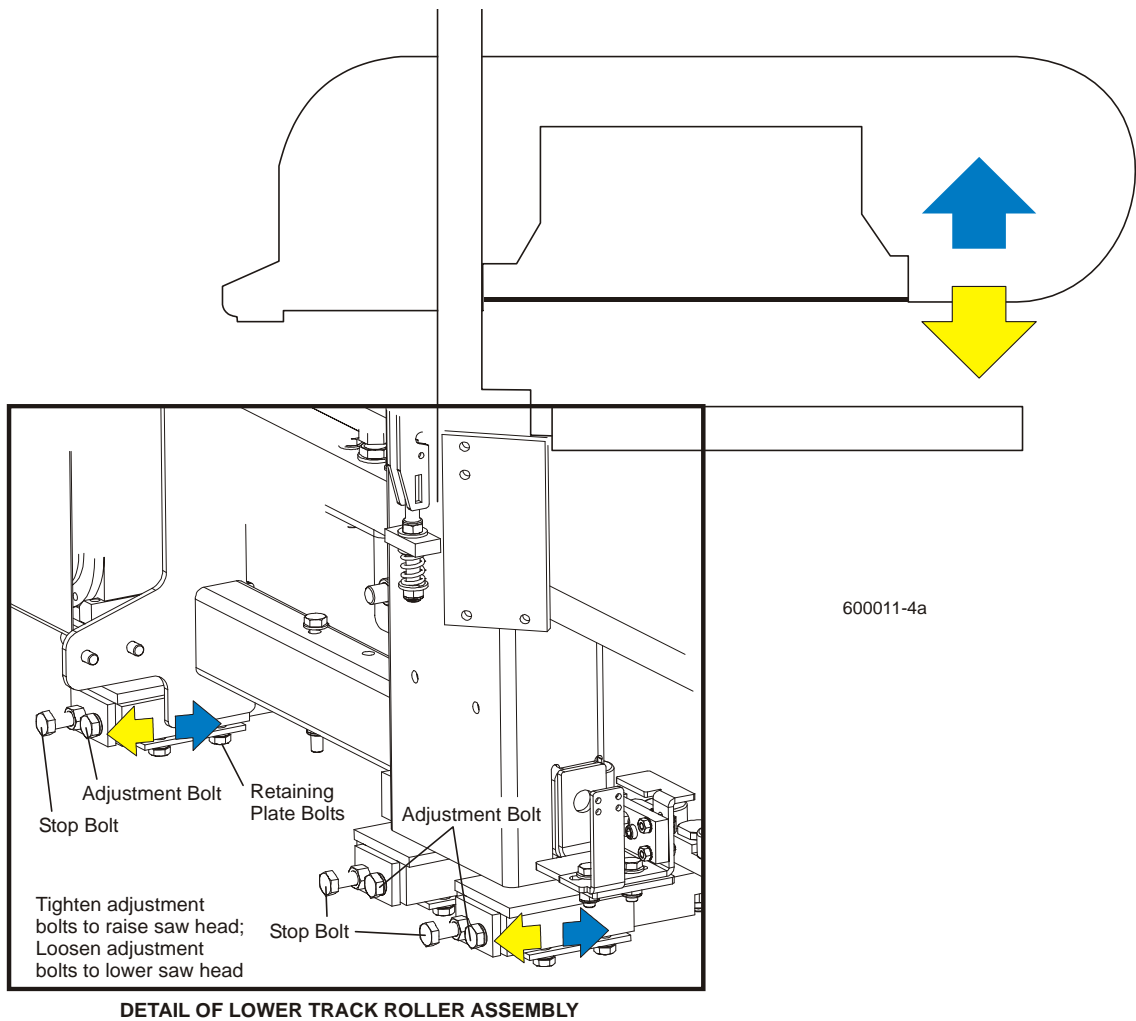 600011-4a
Adjustment Bolt
Stop Bolt
Retaining
Plate Bolts
Adjustment Bolt
Stop Bolt
Tighten adjustment
bolts to raise saw head;
Loosen adjustment
bolts to lower saw head
DETAIL OF LOWER TRACK ROLLER ASSEMBLY